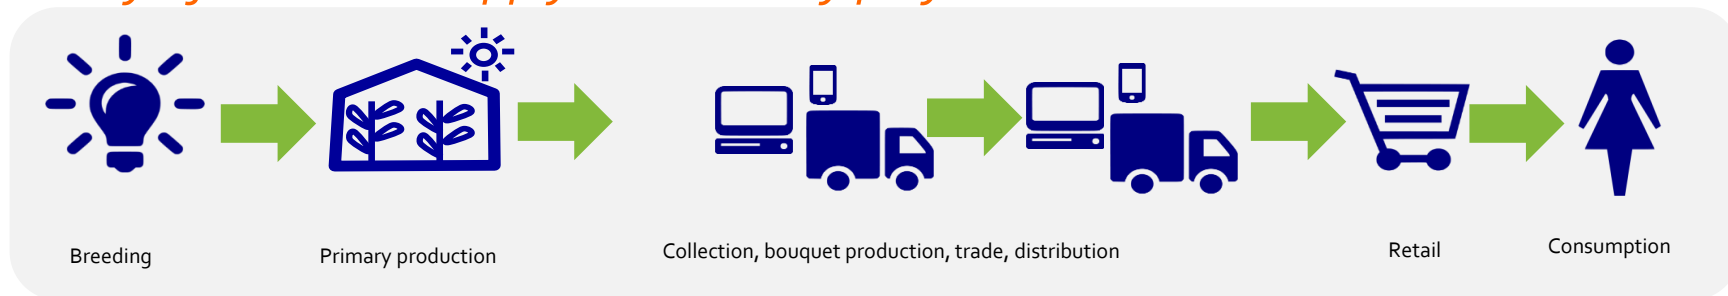 Breeding
Primary production
Collection, bouquet production, trade, distribution
Retail
Consumption